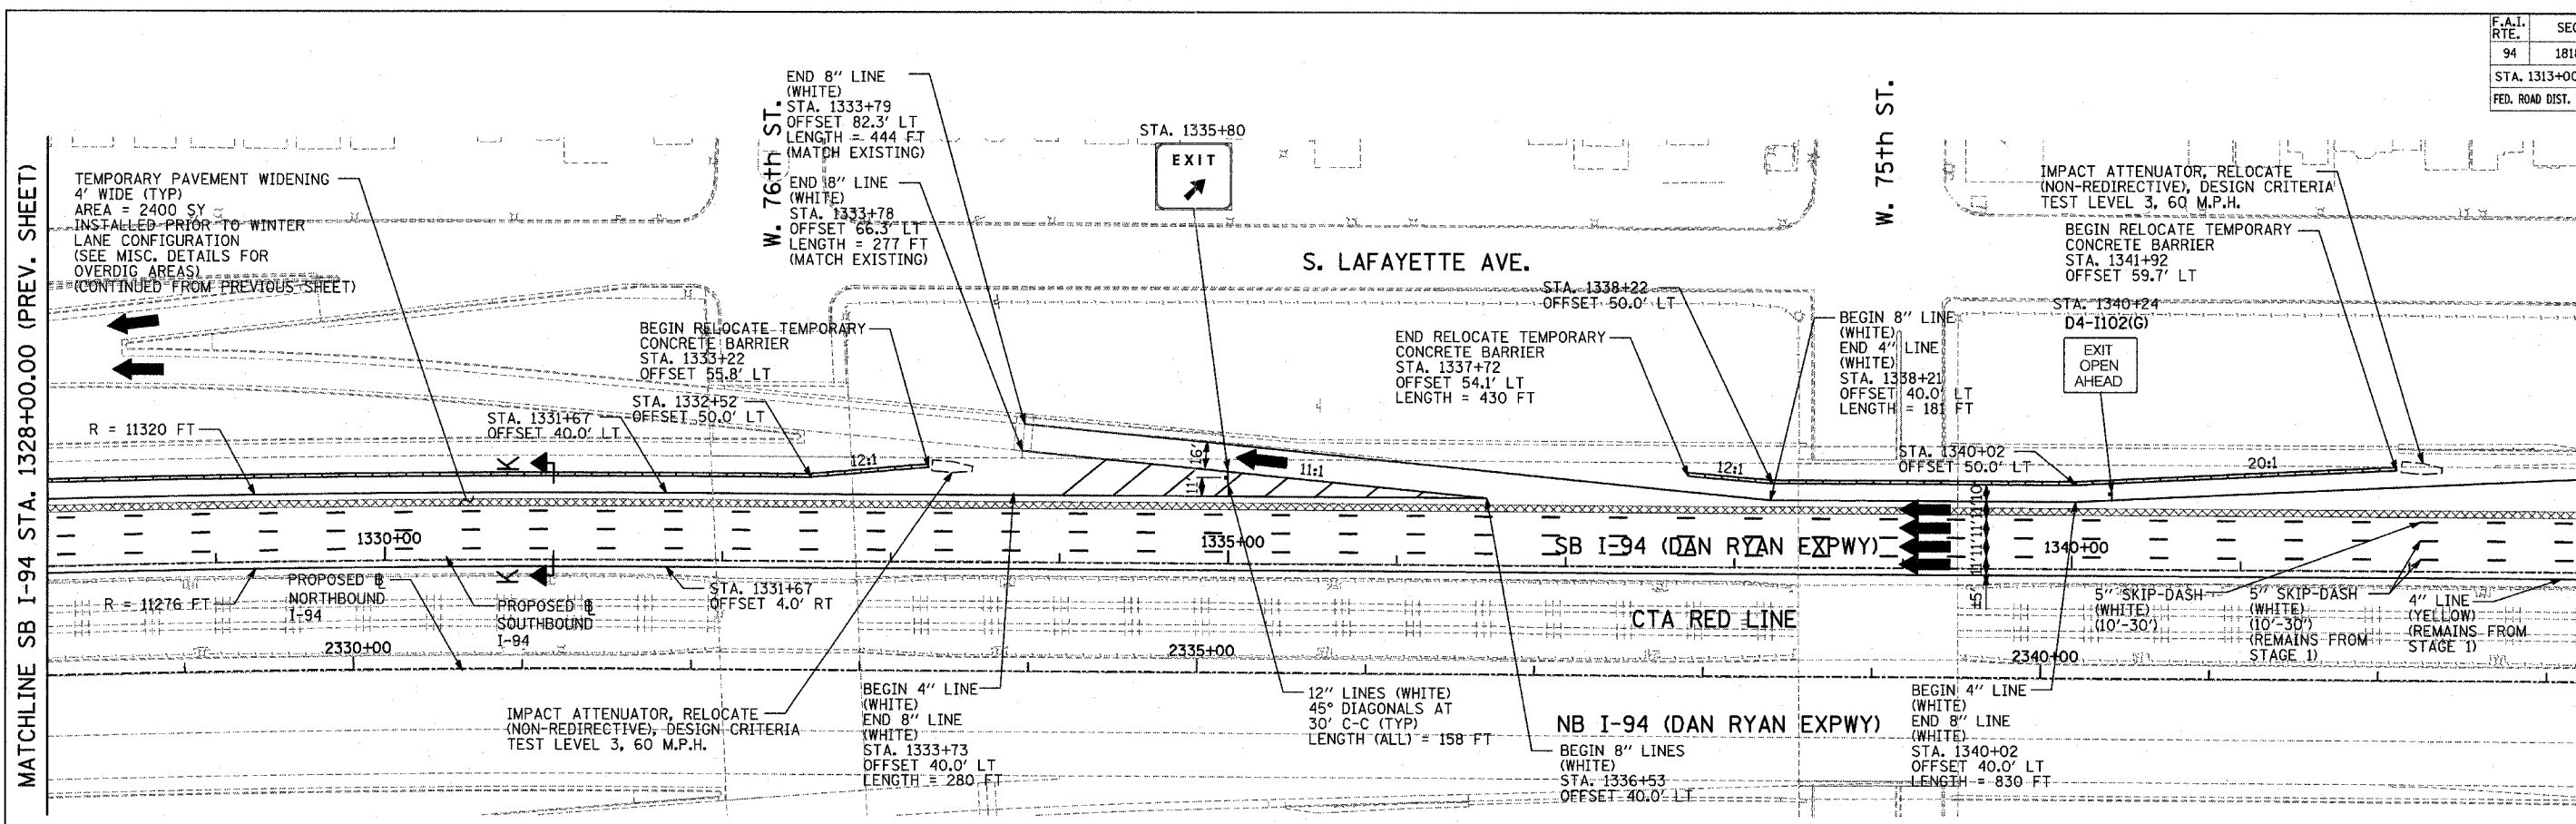 F.A.I.
RTE.
SEC
94
1818
STA. 1313+00
FED. ROAD DIST.
MATCHLINE SB I-94 STA. 1328+00.00 (PREV. SHEET)
TEMPORARY PAVEMENT WIDENING
4' WIDE (TYP)
AREA = 2400 SY
INSTALLED PRIOR TO WINTER
LANE CONFIGURATION
(SEE MISC. DETAILS FOR
OVERDIG AREAS)
(CONTINUED FROM PREVIOUS SHEET)
W. 76th ST.
END 8" LINE
(WHITE)
STA. 1333+79
OFFSET 82.3' LT
LENGTH = 444 FT
(MATCH EXISTING)
END 8" LINE
(WHITE)
STA. 1333+78
OFFSET 66.3' LT
LENGTH = 277 FT
(MATCH EXISTING)
STA. 1335+80
EXIT
S. LAFAYETTE AVE.
W. 75th ST.
IMPACT ATTENUATOR, RELOCATE
(NON-REDIRECTIVE), DESIGN CRITERIA
TEST LEVEL 3, 60 M.P.H.
BEGIN RELOCATE TEMPORARY
CONCRETE BARRIER
STA. 1341+92
OFFSET 59.7' LT
STA. 1340+24
D4-I102(G)
EXIT
OPEN
AHEAD
STA. 1338+22
OFFSET 50.0' LT
BEGIN 8" LINE
(WHITE)
END 4" LINE
(WHITE)
STA. 1338+21
OFFSET 40.0' LT
LENGTH = 181 FT
BEGIN RELOCATE TEMPORARY
CONCRETE BARRIER
STA. 1333+22
OFFSET 55.8' LT
END RELOCATE TEMPORARY
CONCRETE BARRIER
STA. 1337+72
OFFSET 54.1' LT
LENGTH = 430 FT
STA. 1332+52
OFFSET 50.0' LT
STA. 1331+67
OFFSET 40.0' LT
R = 11320 FT
K
12:1
16'
11'
11:1
12:1
STA. 1340+02
OFFSET 50.0' LT
20:1
10'
11'
11'
11'
11'
5'
1330+00
1335+00
SB I-94 (DAN RYAN EXPWY)
1340+00
K
R = 11276 FT
PROPOSED ℄
NORTHBOUND
I-94
PROPOSED ℄
SOUTHBOUND
I-94
STA. 1331+67
OFFSET 4.0' RT
CTA RED LINE
5" SKIP-DASH
(WHITE)
(10'-30')
5" SKIP-DASH
(WHITE)
(10'-30')
(REMAINS FROM
STAGE 1)
4" LINE
(YELLOW)
(REMAINS FROM
STAGE 1)
2330+00
2335+00
2340+00
IMPACT ATTENUATOR, RELOCATE
(NON-REDIRECTIVE), DESIGN CRITERIA
TEST LEVEL 3, 60 M.P.H.
BEGIN 4" LINE
(WHITE)
END 8" LINE
(WHITE)
STA. 1333+73
OFFSET 40.0' LT
LENGTH = 280 FT
12" LINES (WHITE)
45° DIAGONALS AT
30' C-C (TYP)
LENGTH (ALL) = 158 FT
NB I-94 (DAN RYAN EXPWY)
BEGIN 8" LINES
(WHITE)
STA. 1336+53
OFFSET 40.0' LT
BEGIN 4" LINE
(WHITE)
END 8" LINE
(WHITE)
STA. 1340+02
OFFSET 40.0' LT
LENGTH = 830 FT